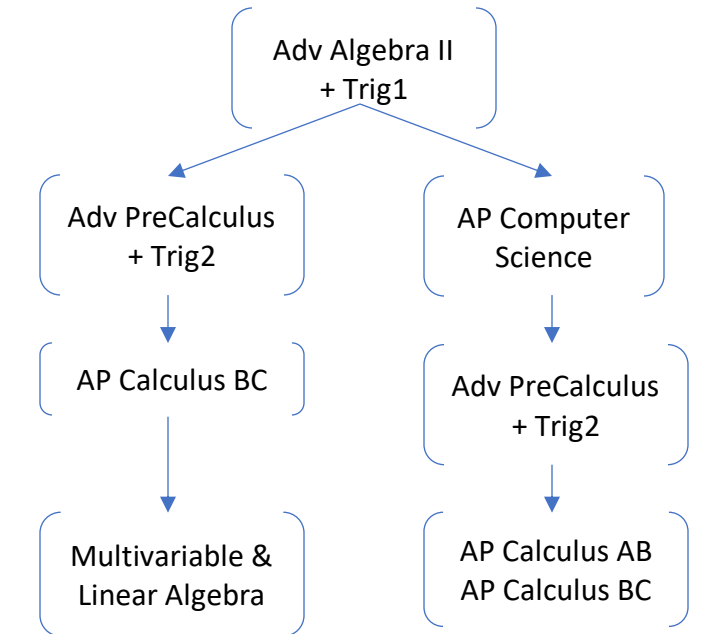 Adv Algebra II
+ Trig1
Adv PreCalculus
+ Trig2
AP Computer
Science
AP Calculus BC
Adv PreCalculus
+ Trig2
Multivariable &
Linear Algebra
AP Calculus AB
AP Calculus BC